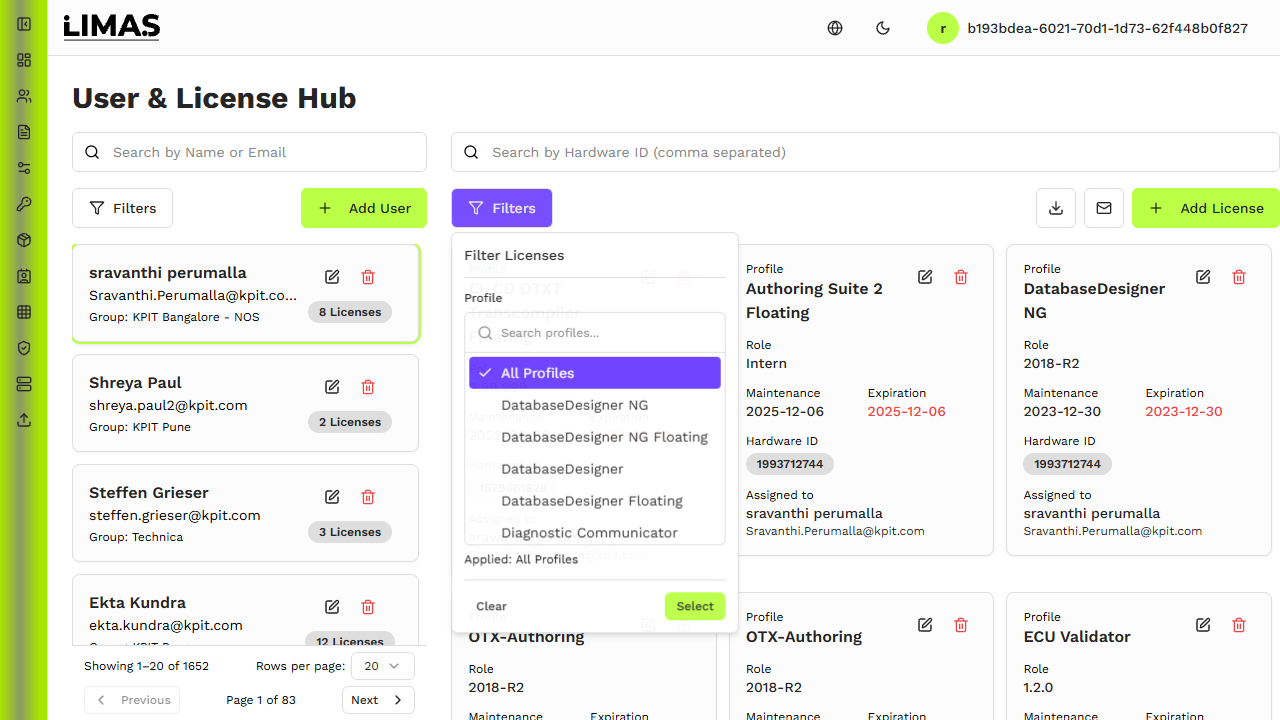 LIMAS
r
b193bdea-6021-70d1-1d73-62f448b0f827
User & License Hub
Search by Name or Email
Search by Hardware ID (comma separated)
Filters
Add User
Filters
Add License
sravanthi perumalla
Sravanthi.Perumalla@kpit.co...
Group: KPIT Bangalore - NOS
8 Licenses
Shreya Paul
shreya.paul2@kpit.com
Group: KPIT Pune
2 Licenses
Steffen Grieser
steffen.grieser@kpit.com
Group: Technica
3 Licenses
Ekta Kundra
ekta.kundra@kpit.com
12 Licenses
Showing 1–20 of 1652
Rows per page:
20
Previous
Page 1 of 83
Next
Filter Licenses
Profile
Search profiles...
All Profiles
DatabaseDesigner NG
DatabaseDesigner NG Floating
DatabaseDesigner
DatabaseDesigner Floating
Diagnostic Communicator
Applied: All Profiles
Clear
Select
Profile
Authoring Suite 2
Floating
Role
Intern
Maintenance
Expiration
2025-12-06
2025-12-06
Hardware ID
1993712744
Assigned to
sravanthi perumalla
Sravanthi.Perumalla@kpit.com
Profile
DatabaseDesigner
NG
Role
2018-R2
Maintenance
Expiration
2023-12-30
2023-12-30
Hardware ID
1993712744
Assigned to
sravanthi perumalla
Sravanthi.Perumalla@kpit.com
OTX-Authoring
Role
2018-R2
Maintenance
Expiration
Profile
OTX-Authoring
Role
2018-R2
Maintenance
Expiration
Profile
ECU Validator
Role
1.2.0
Maintenance
Expiration